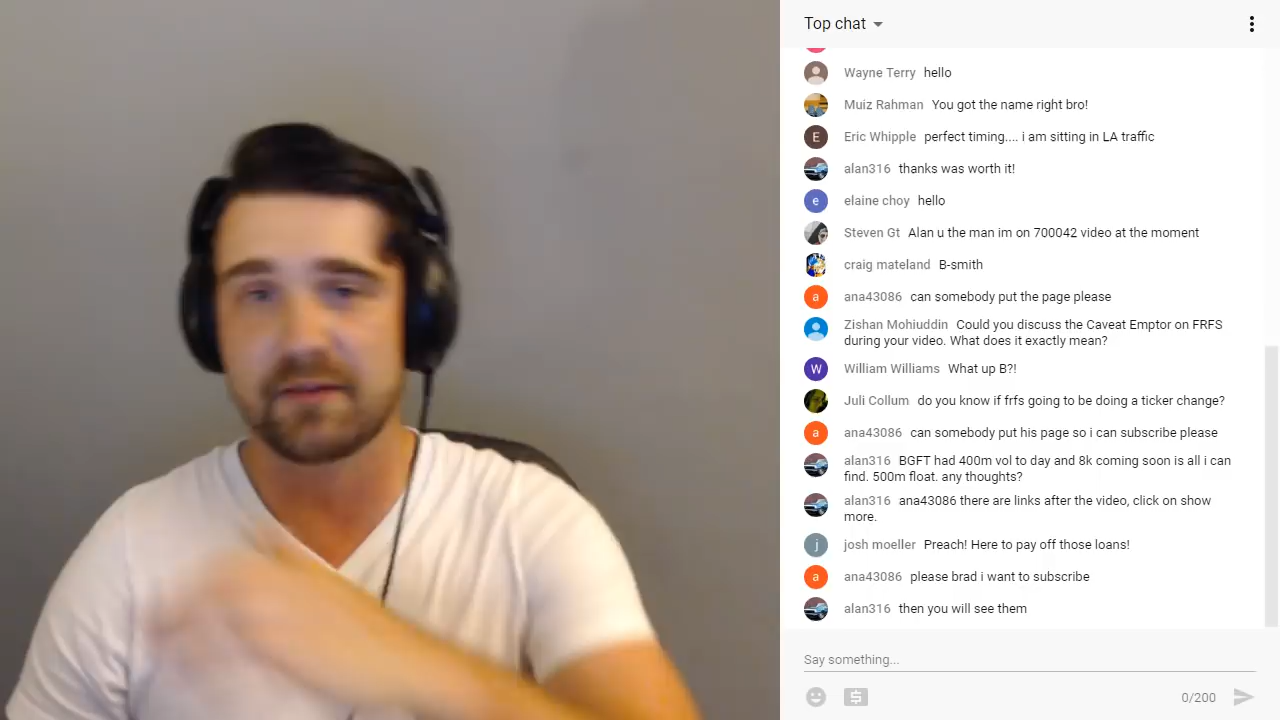 Top chat
Wayne Terry hello
Muiz Rahman You got the name right bro!
E Eric Whipple perfect timing.... i am sitting in LA traffic
alan316 thanks was worth it!
e elaine choy hello
Steven Gt Alan u the man im on 700042 video at the moment
craig mateland B-smith
a ana43086 can somebody put the page please
Zishan Mohiuddin Could you discuss the Caveat Emptor on FRFS
during your video. What does it exactly mean?
W William Williams What up B?!
Juli Collum do you know if frfs going to be doing a ticker change?
a ana43086 can somebody put his page so i can subscribe please
alan316 BGFT had 400m vol to day and 8k coming soon is all i can
find. 500m float. any thoughts?
alan316 ana43086 there are links after the video, click on show
more.
j josh moeller Preach! Here to pay off those loans!
a ana43086 please brad i want to subscribe
alan316 then you will see them
Say something...
0/200